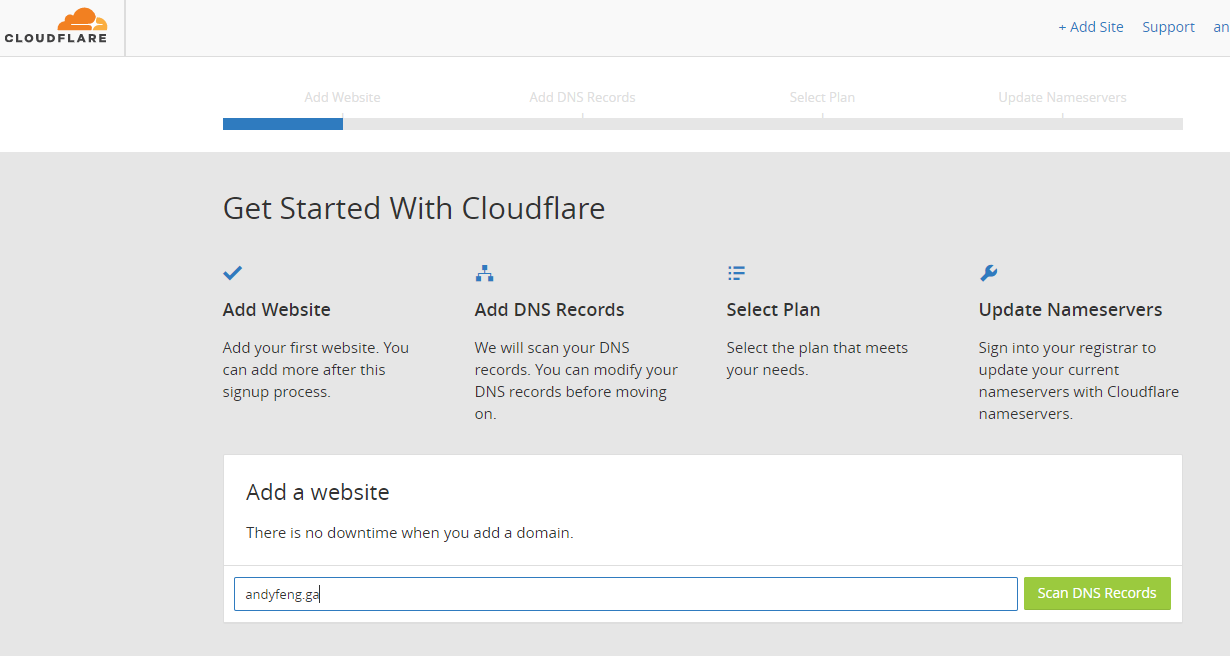 CLOUDFLARE
+ Add Site Support an
Add Website Add DNS Records Select Plan Update Nameservers
Get Started With Cloudflare
Add Website
Add your first website. You
can add more after this
signup process.
Add DNS Records
We will scan your DNS
records. You can modify your
DNS records before moving
on.
Select Plan
Select the plan that meets
your needs.
Update Nameservers
Sign into your registrar to
update your current
nameservers with Cloudflare
nameservers.
Add a website
There is no downtime when you add a domain.
andyfeng.ga
Scan DNS Records